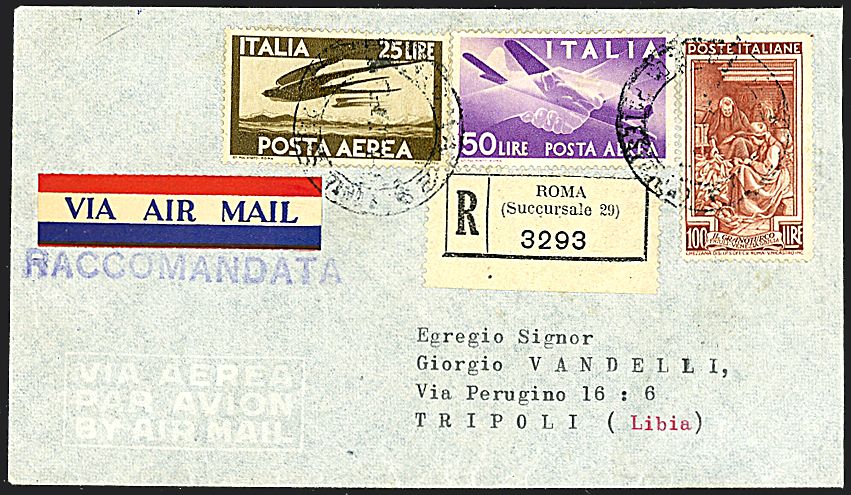 ITALIA 25 LIRE
POSTA AEREA
ITALIA
50 LIRE POSTA AEREA
POSTE ITALIANE
100 LIRE
VIA AIR MAIL
RACCOMANDATA
R
ROMA
(Succursale 29)
3293
Egregio Signor
Giorgio VANDELLI,
Via Perugino 16 : 6
TRIPOLI (Libia)
VIA AEREA
PAR AVION
BY AIR MAIL